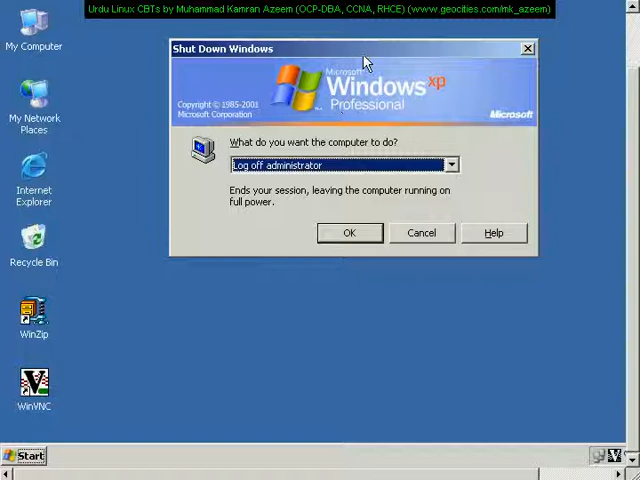 Urdu Linux CBTs by Muhammad Kamran Azeem (OCP-DBA, CCNA, RHCE) (www.geocities.com/mk_azeem)
My Computer
My Network
Places
Internet
Explorer
Recycle Bin
WinZip
WinVNC
Shut Down Windows
Copyright © 1985-2001
Microsoft Corporation
Microsoft
Windows xp
Professional
Microsoft
What do you want the computer to do?
Log off administrator
Ends your session, leaving the computer running on
full power.
OK
Cancel
Help
Start